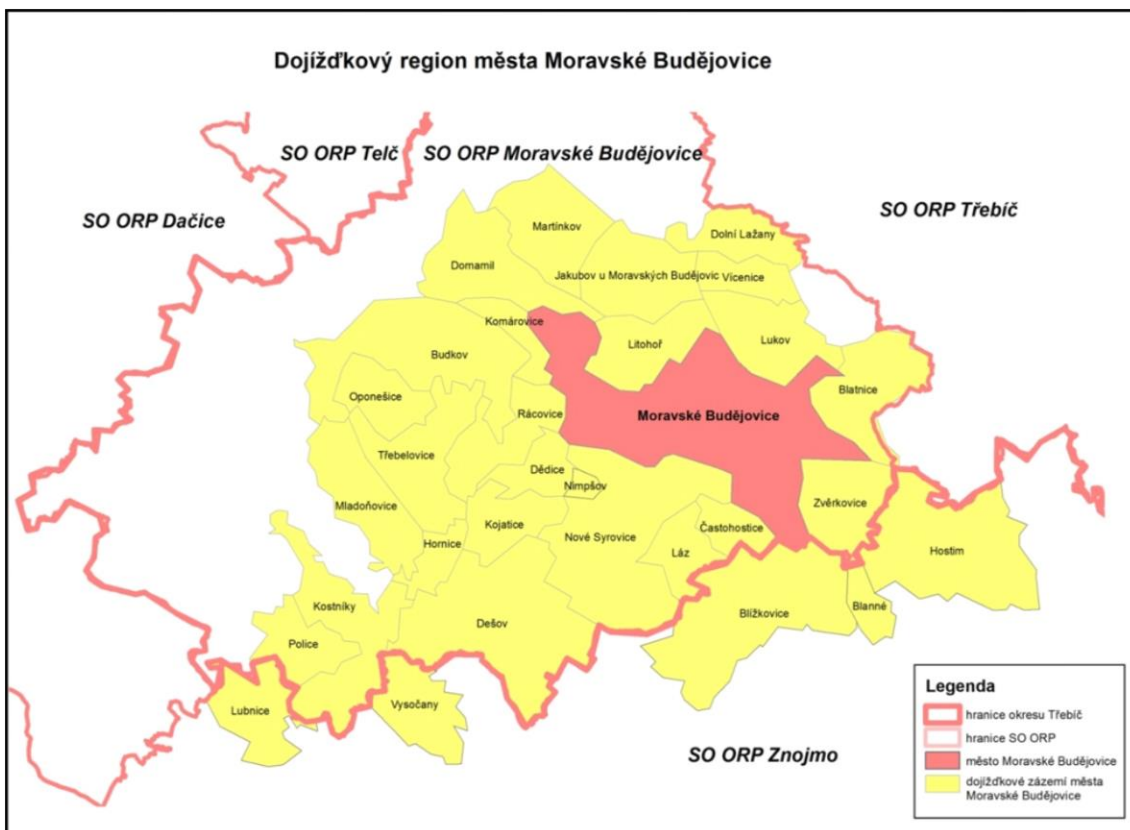 Dojížďkový region města Moravské Budějovice
SO ORP Telč
SO ORP Moravské Budějovice
SO ORP Dačice
SO ORP Třebíč
Martínkov
Dolní Lažany
Domamil
Jakubov u Moravských Budějovic
Vícenice
Komárovice
Litohoř
Lukov
Budkov
Blatnice
Oponešice
Rácovice
Moravské Budějovice
Třebelovice
Dědice
Nimpšov
Mladoňovice
Zvěrkovice
Kojatice
Častohostice
Hornice
Nové Syrovice
Láz
Hostim
Kostníky
Blanné
Blížkovice
Dešov
Police
Vysočany
Lubnice
SO ORP Znojmo
Legenda
hranice okresu Třebíč
hranice SO ORP
město Moravské Budějovice
dojížďkové zázemí města
Moravské Budějovice